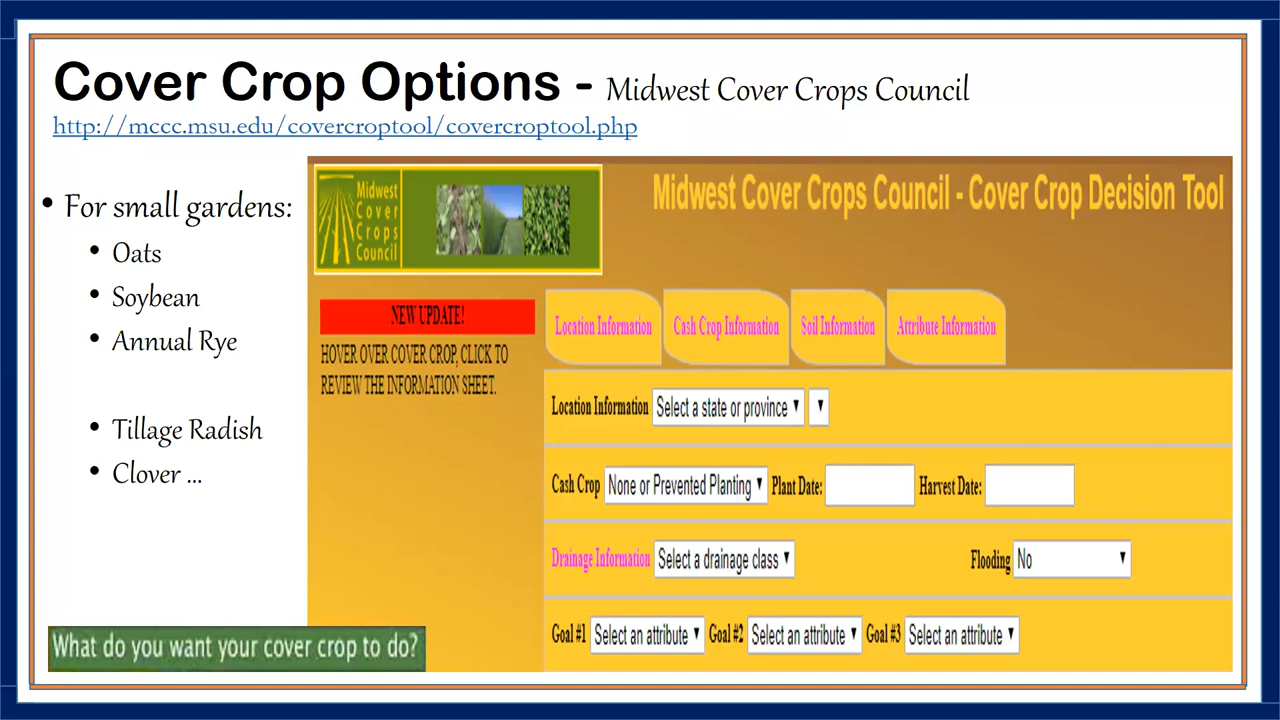 Cover Crop Options - Midwest Cover Crops Council
http://mccc.msu.edu/covercroptool/covercroptool.php
• For small gardens:
• Oats
• Soybean
• Annual Rye
• Tillage Radish
• Clover ...
What do you want your cover crop to do?
Midwest
Cover
Crops
Council
Midwest Cover Crops Council - Cover Crop Decision Tool
NEW UPDATE!
HOVER OVER COVER CROP, CLICK TO
REVIEW THE INFORMATION SHEET.
Location Information Cash Crop Information Soil Information Attribute Information
Location Information Select a state or province
Cash Crop None or Prevented Planting Plant Date: Harvest Date:
Drainage Information Select a drainage class Flooding No
Goal #1 Select an attribute Goal #2 Select an attribute Goal #3 Select an attribute